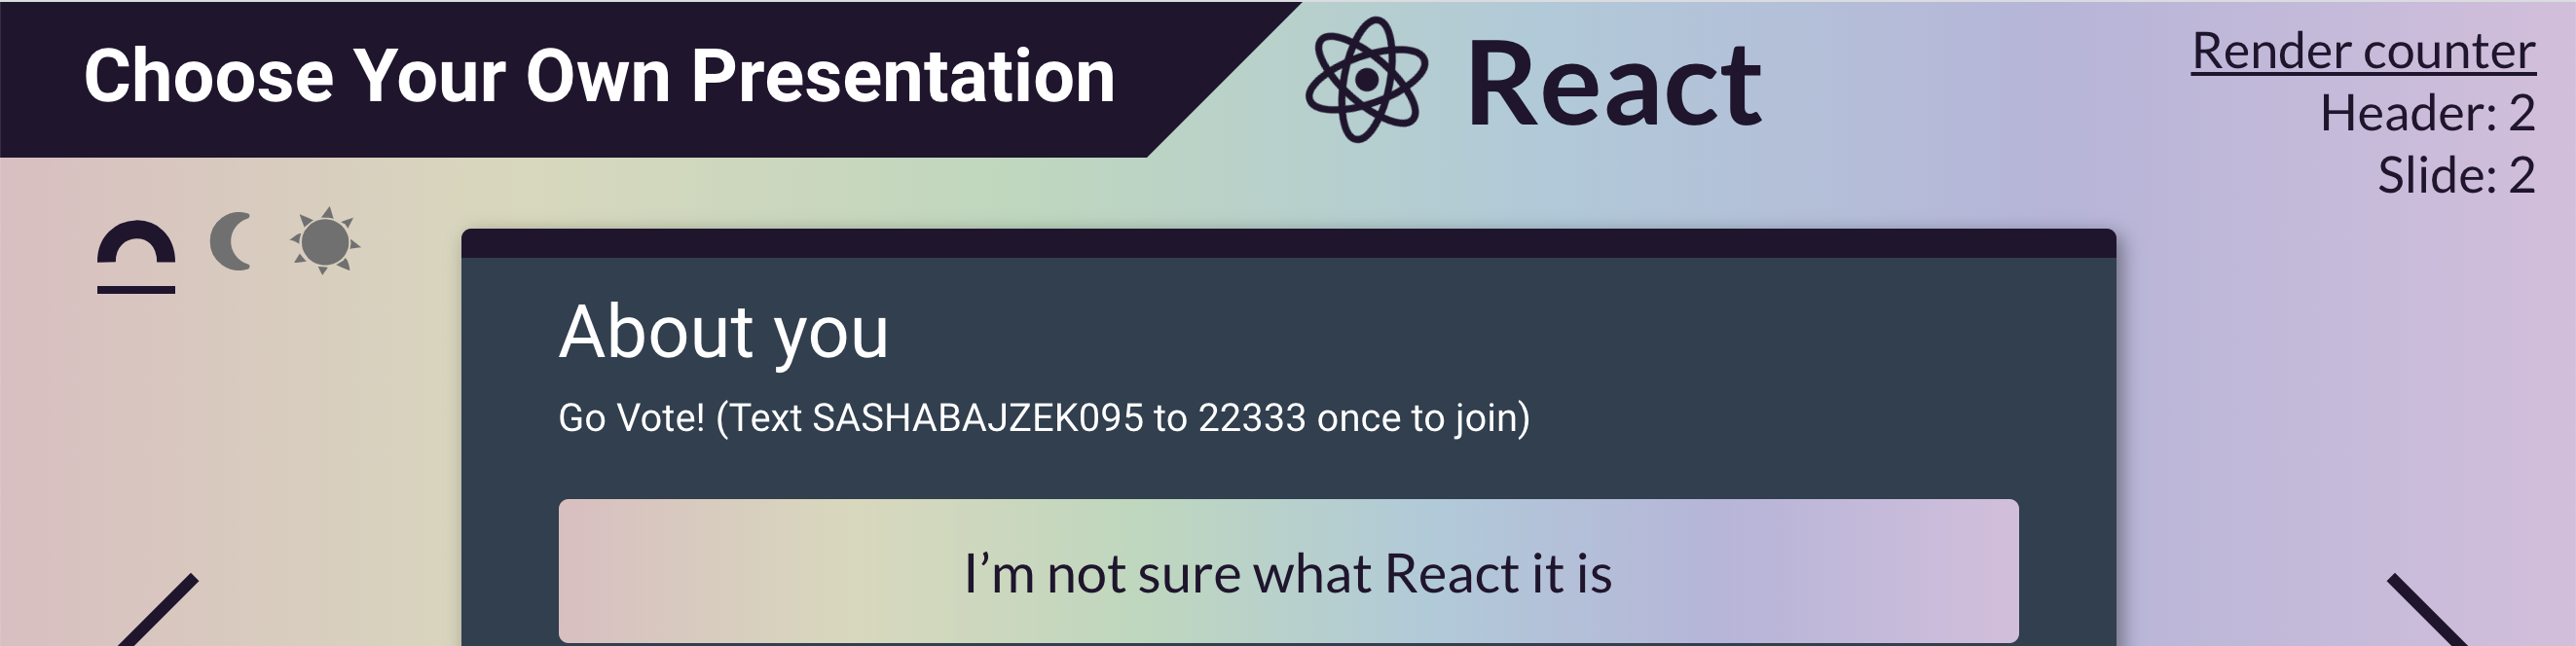 Choose Your Own Presentation
React
Render counter
Header: 2
Slide: 2
About you
Go Vote! (Text SASHABAJZEK095 to 22333 once to join)
I’m not sure what React it is